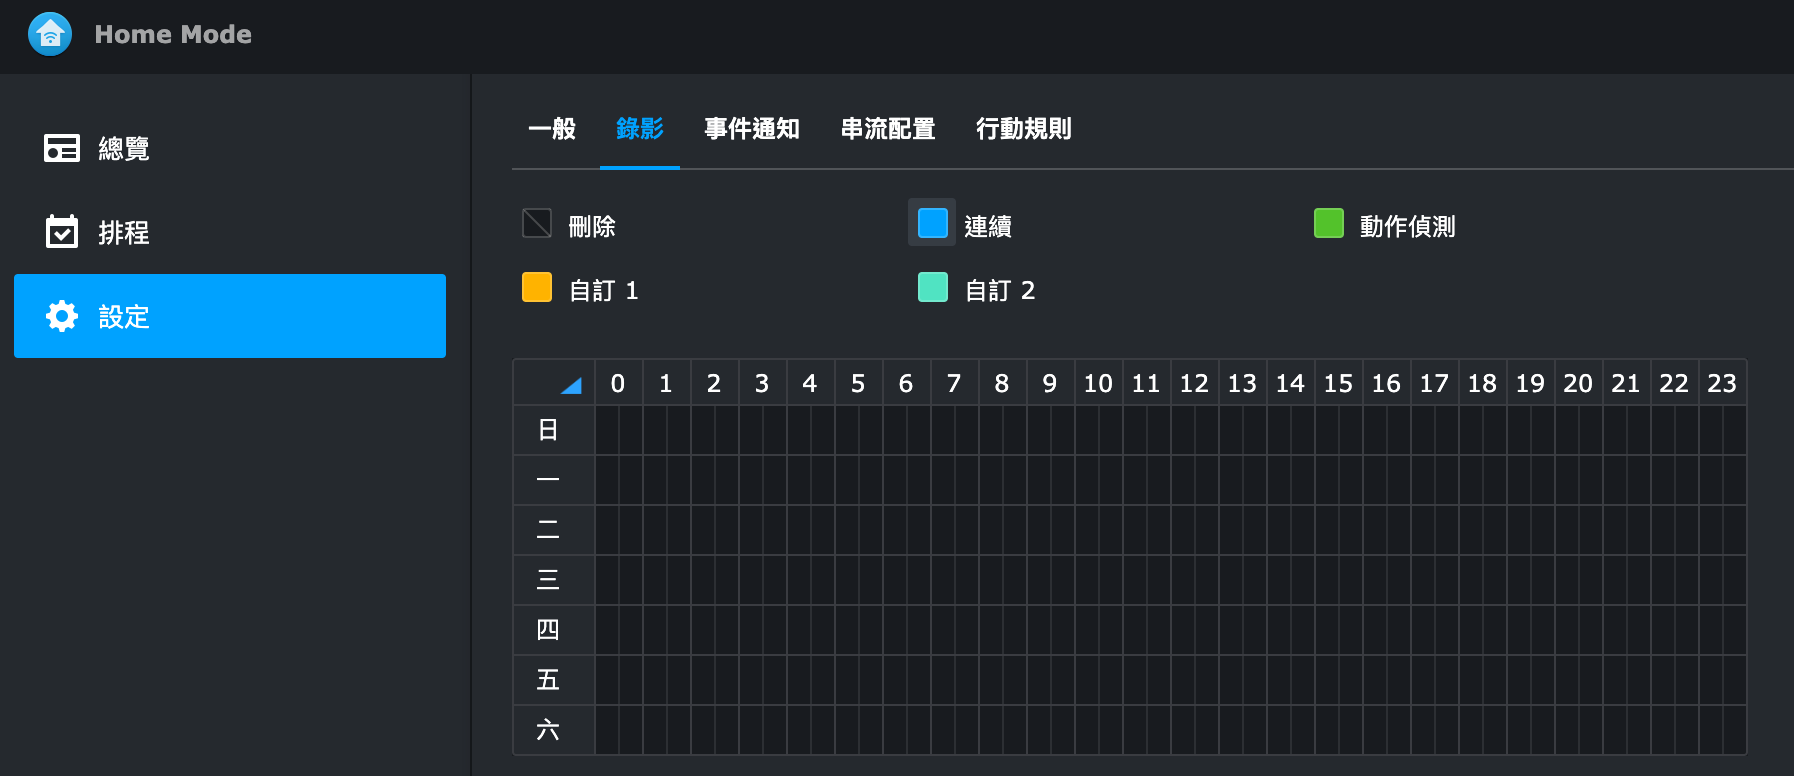 Home Mode
總覽
排程
設定
一般 錄影 事件通知 串流配置 行動規則
刪除 連續 動作偵測
自訂 1 自訂 2
0 1 2 3 4 5 6 7 8 9 10 11 12 13 14 15 16 17 18 19 20 21 22 23
日
一
二
三
四
五
六